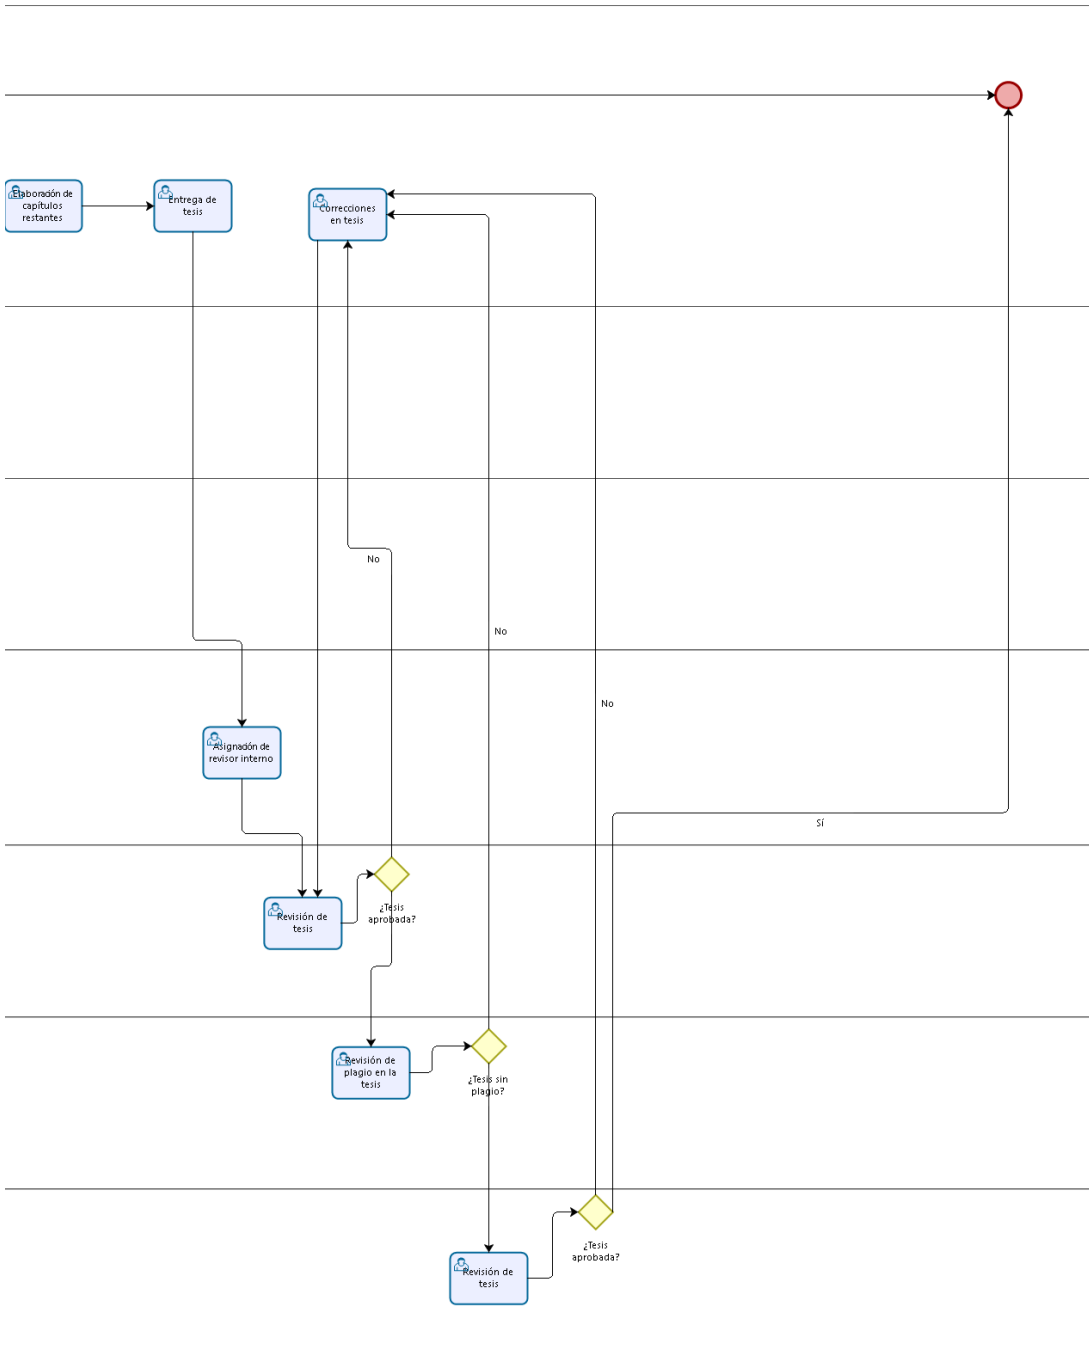 Elaboración de
capítulos
restantes
Entrega de
tesis
Correcciones
en tesis
No
No
No
Asignación de
revisor interno
Sí
Revisión de
tesis
¿Tesis
aprobada?
Revisión de
plagio en la
tesis
¿Tesis sin
plagio?
¿Tesis
aprobada?
Revisión de
tesis